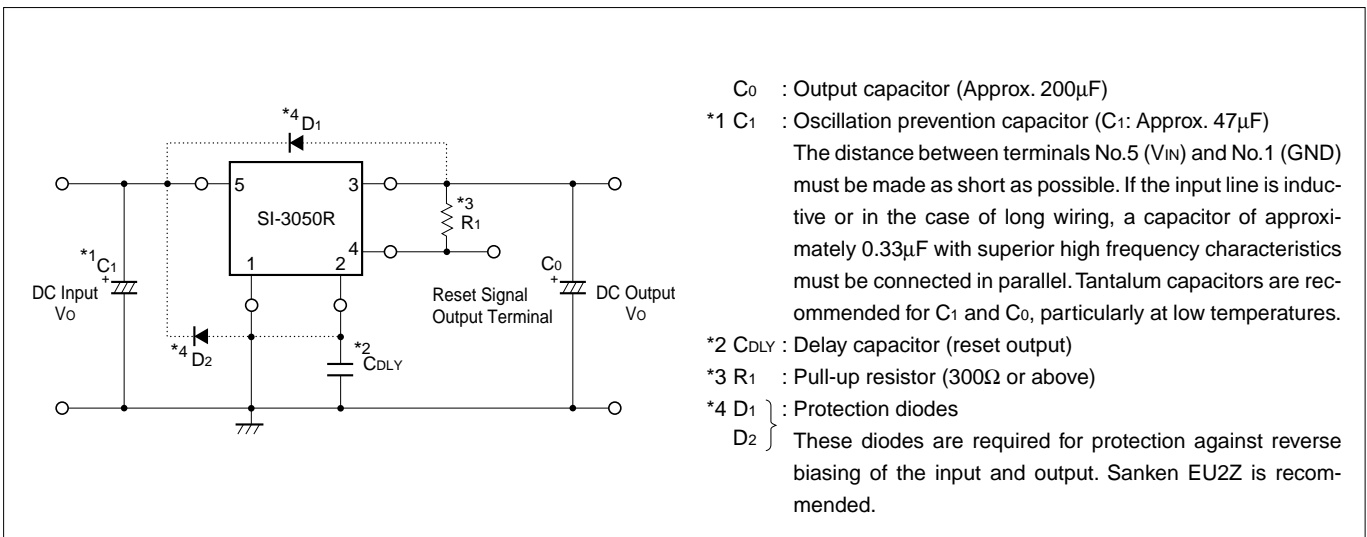 *4 D1
5
3
SI-3050R
*3
R1
4
1
2
*1 C1
+
DC Input
VO
Reset Signal
Output Terminal
C0
+
DC Output
VO
*4 D2
*2
CDLY
C0 : Output capacitor (Approx. 200µF)
*1 C1 : Oscillation prevention capacitor (C1: Approx. 47µF)
The distance between terminals No.5 (VIN) and No.1 (GND)
must be made as short as possible. If the input line is induc-
tive or in the case of long wiring, a capacitor of approxi-
mately 0.33µF with superior high frequency characteristics
must be connected in parallel. Tantalum capacitors are rec-
ommended for C1 and C0, particularly at low temperatures.
*2 CDLY : Delay capacitor (reset output)
*3 R1 : Pull-up resistor (300Ω or above)
*4 D1 : Protection diodes
D2 These diodes are required for protection against reverse
biasing of the input and output. Sanken EU2Z is recom-
mended.